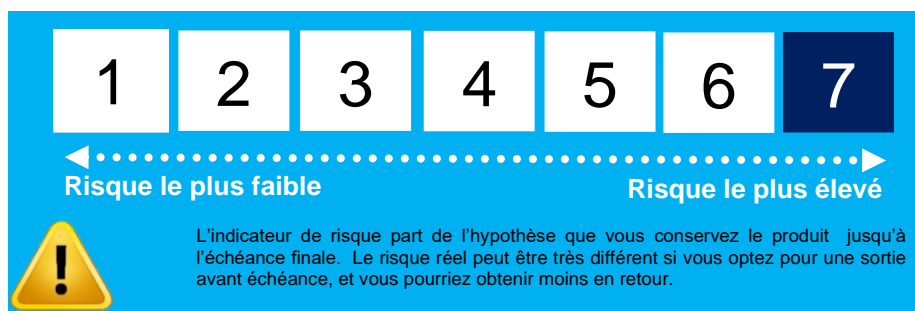 1 2 3 4 5 6 7
Risque le plus faible Risque le plus élevé
L'indicateur de risque part de l'hypothèse que vous conservez le produit jusqu'à
l'échéance finale. Le risque réel peut être très différent si vous optez pour une sortie
avant échéance, et vous pourriez obtenir moins en retour.